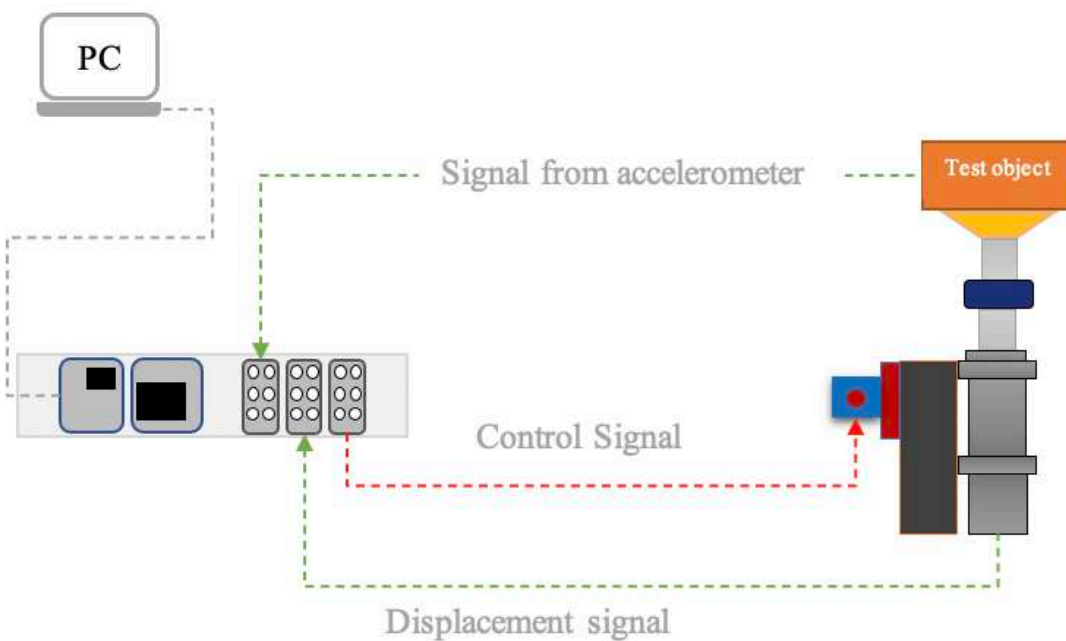 PC
Signal from accelerometer
Test object
Control Signal
Displacement signal